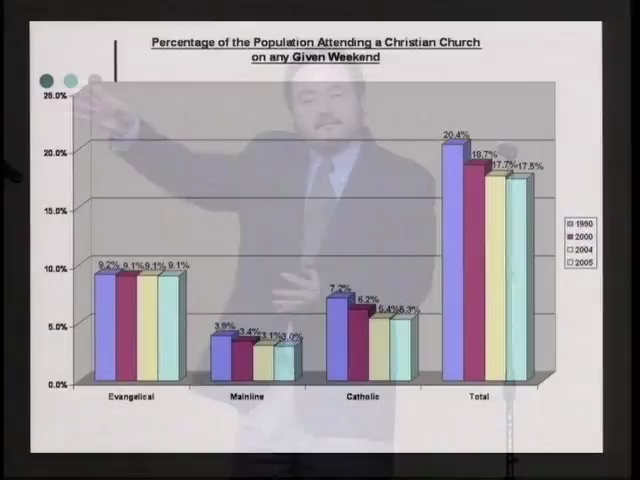 Percentage of the Population Attending a Christian Church
on any Given Weekend
25.0%
20.0%
15.0%
10.0%
5.0%
0.0%
9.2% 9.1% 9.1% 9.1%
3.9% 3.4% 3.1% 3.0%
7.2% 6.2% 5.4% 5.3%
20.4% 18.7% 17.7% 17.5%
Evangelical Mainline Catholic Total
1990
2000
2004
2005